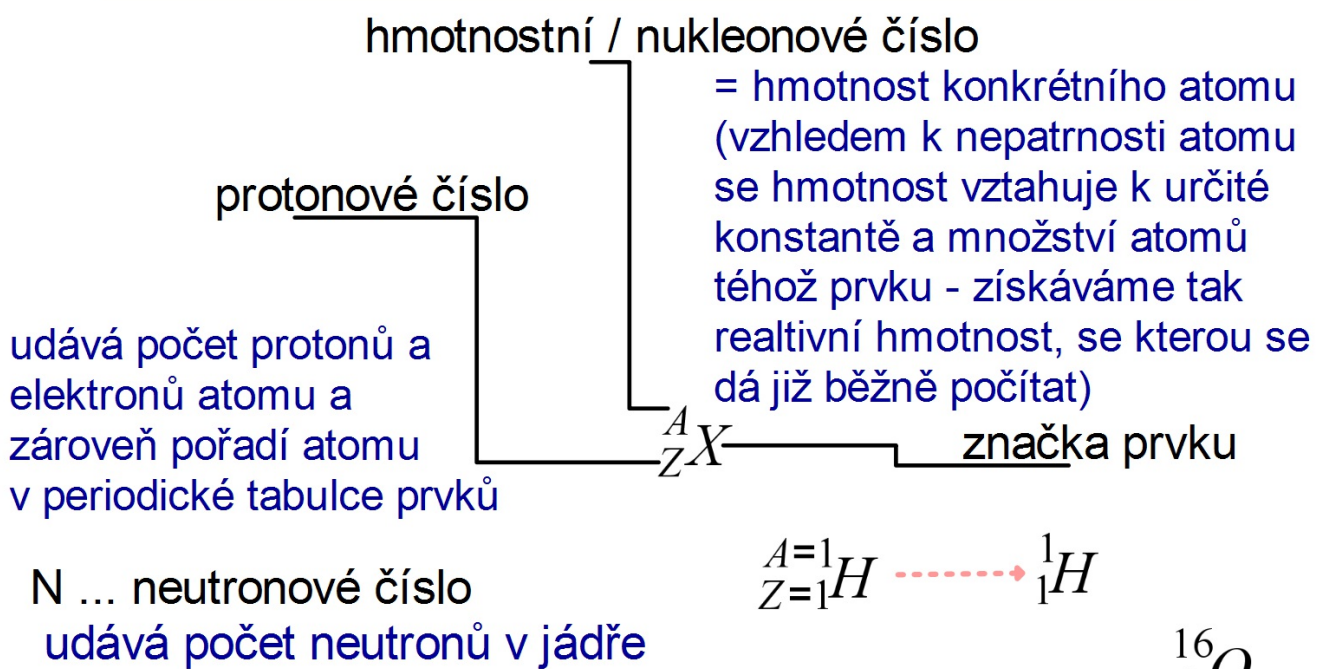 hmotnostní / nukleonové číslo
= hmotnost konkrétního atomu
(vzhledem k nepatrnosti atomu
se hmotnost vztahuje k určité
konstantě a množství atomů
téhož prvku - získáváme tak
realtivní hmotnost, se kterou se
dá již běžně počítat)
protonové číslo
udává počet protonů a
elektronů atomu a
zároveň pořadí atomu
v periodické tabulce prvků
A
Z X
značka prvku
A=1
Z=1 H
1
1 H
N ... neutronové číslo
udává počet neutronů v jádře
16